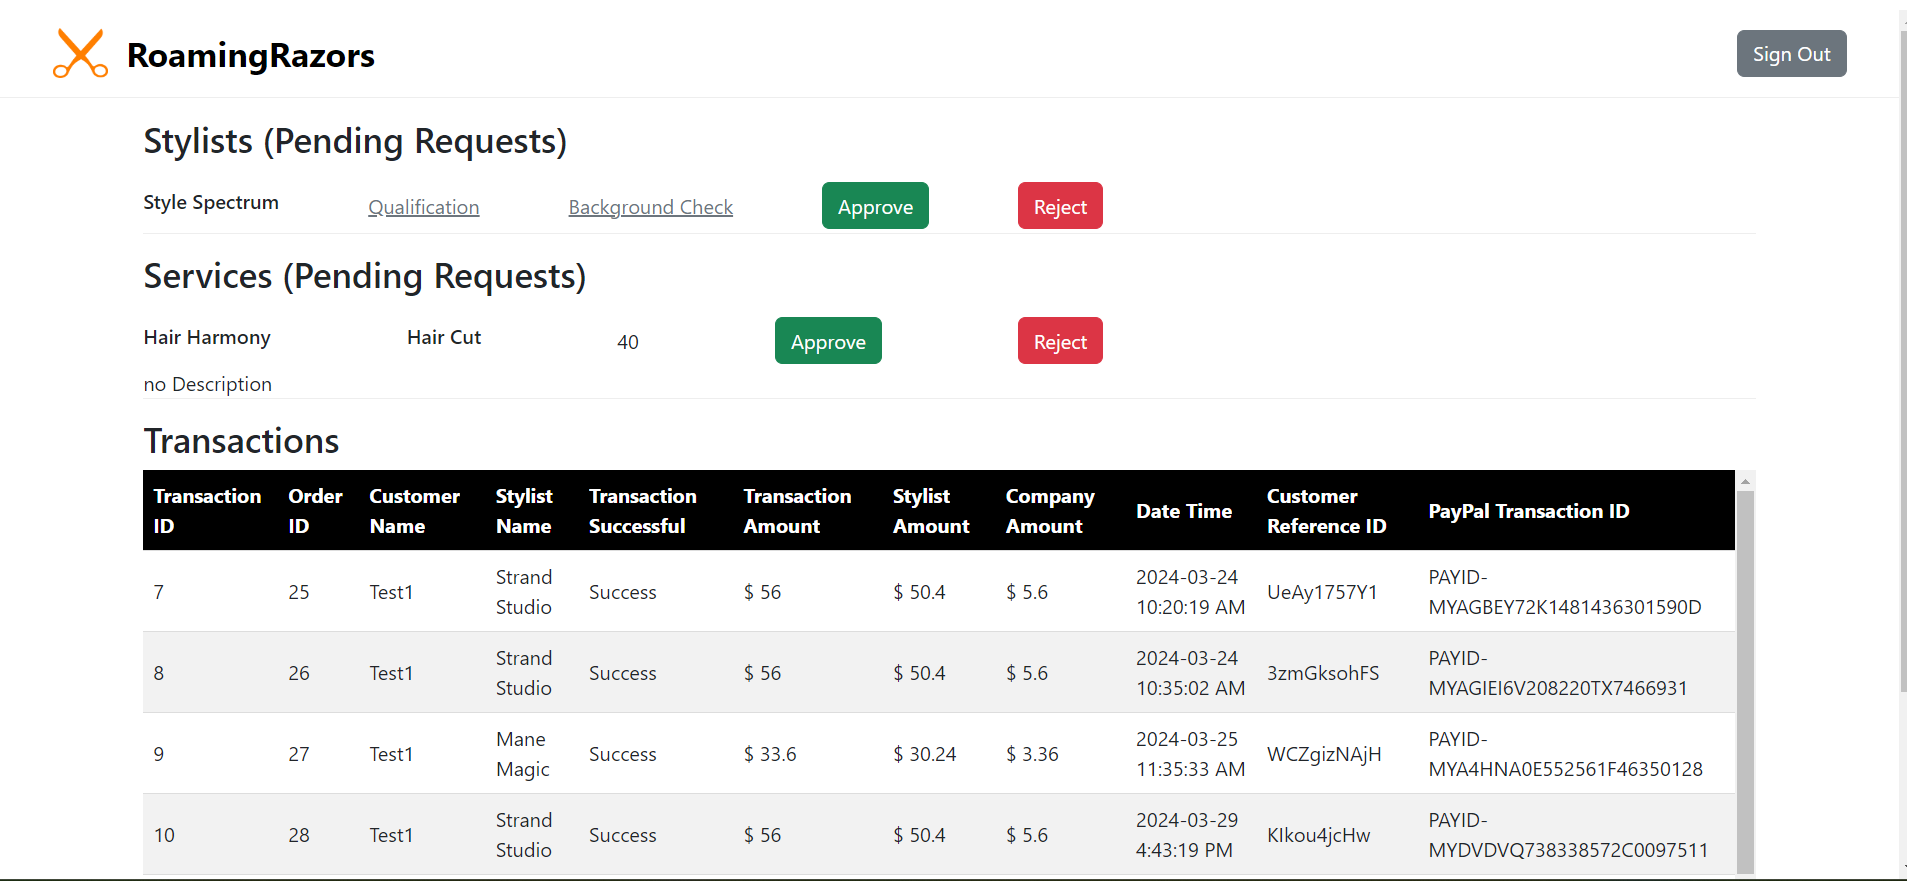 RoamingRazors
Sign Out
Stylists (Pending Requests)
Style Spectrum Qualification Background Check Approve Reject
Services (Pending Requests)
Hair Harmony Hair Cut 40 Approve Reject
no Description
Transactions
Transaction ID Order ID Customer Name Stylist Name Transaction Successful Transaction Amount Stylist Amount Company Amount Date Time Customer Reference ID PayPal Transaction ID
7 25 Test1 Strand Studio Success $ 56 $ 50.4 $ 5.6 2024-03-24 10:20:19 AM UeAy1757Y1 PAYID-MYAGBEY72K1481436301590D
8 26 Test1 Strand Studio Success $ 56 $ 50.4 $ 5.6 2024-03-24 10:35:02 AM 3zmGksohFS PAYID-MYAGIEI6V208220TX7466931
9 27 Test1 Mane Magic Success $ 33.6 $ 30.24 $ 3.36 2024-03-25 11:35:33 AM WCZgizNAjH PAYID-MYA4HNA0E552561F46350128
10 28 Test1 Strand Studio Success $ 56 $ 50.4 $ 5.6 2024-03-29 4:43:19 PM KIkou4jcHw PAYID-MYDVDVQ738338572C0097511